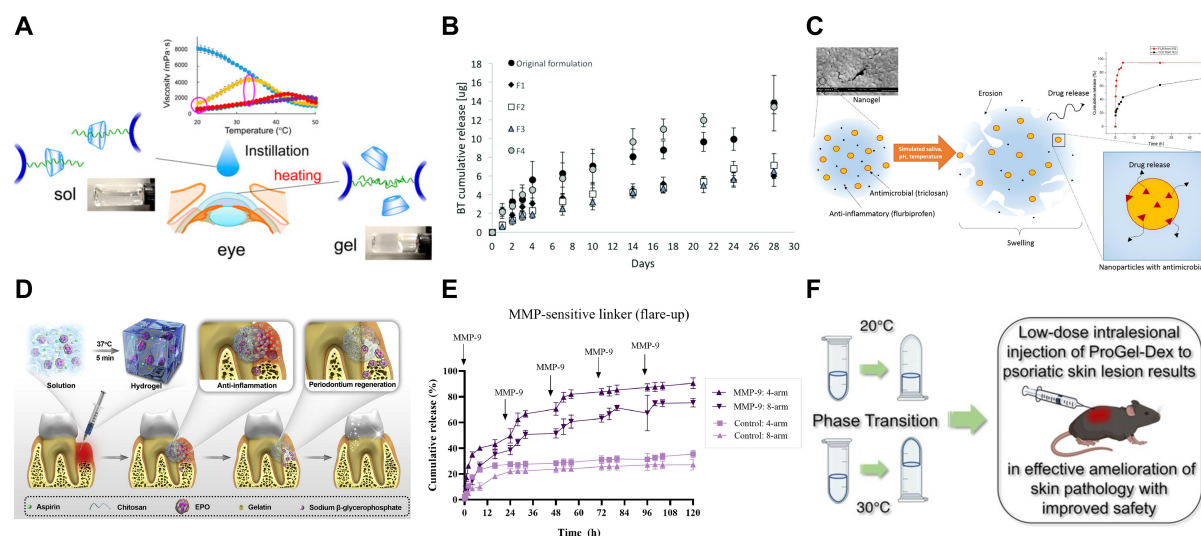 A
Viscosity /mPa·s
8000
6000
4000
2000
0
20
30
40
50
Temperature (°C)
Instillation
heating
sol
eye
gel
B
BT cumulative release [ug]
18
16
14
12
10
8
6
4
2
0
Original formulation
F1
F2
F3
F4
0 2 4 6 8 10 12 14 16 18 20 22 24 26 28 30
Days
C
Nanogel
Simulated saliva,
pH, temperature
Antimicrobial (triclosan)
Anti-inflammatory (flurbiprofen)
Erosion
Drug release
Swelling
Cumulative release (%)
Time (h)
Drug release
Nanoparticles with antimicrobial
D
Solution
37°C
5 min
Hydrogel
Anti-inflammation
Periodontium regeneration
Aspirin
Chitosan
EPO
Gelatin
Sodium β-glycerophosphate
E
MMP-sensitive linker (flare-up)
MMP-9
MMP-9
MMP-9
MMP-9
MMP-9
Cumulative release (%)
100
80
60
40
20
0
0 12 24 36 48 60 72 84 96 108 120
Time (h)
MMP-9: 4-arm
MMP-9: 8-arm
Control: 4-arm
Control: 8-arm
F
20°C
Phase Transition
30°C
Low-dose intralesional
injection of ProGel-Dex to
psoriatic skin lesion results
in effective amelioration of
skin pathology with
improved safety